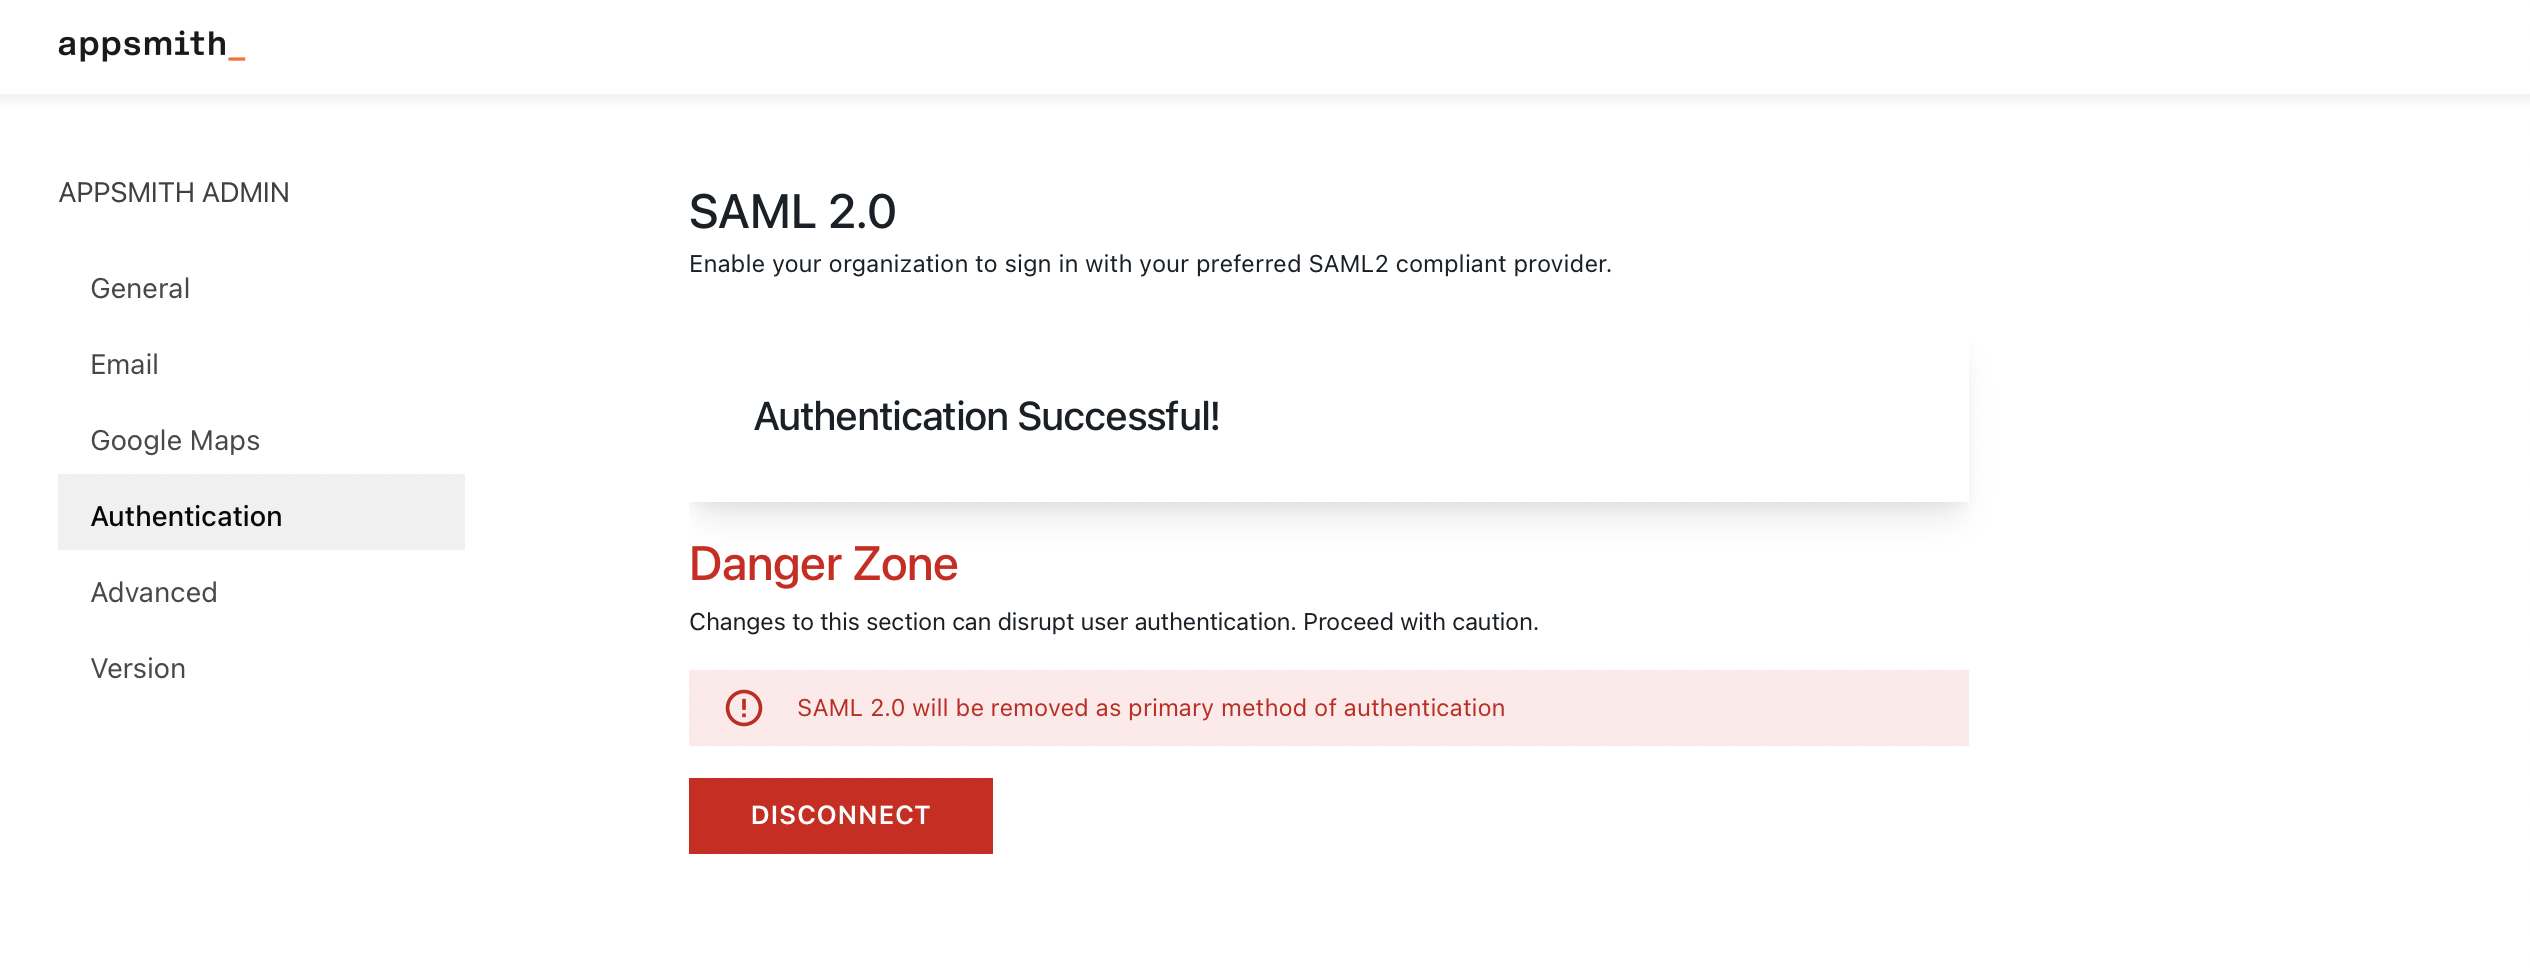 appsmith_
APPSMITH ADMIN
General
Email
Google Maps
Authentication
Advanced
Version
SAML 2.0
Enable your organization to sign in with your preferred SAML2 compliant provider.
Authentication Successful!
Danger Zone
Changes to this section can disrupt user authentication. Proceed with caution.
SAML 2.0 will be removed as primary method of authentication
DISCONNECT